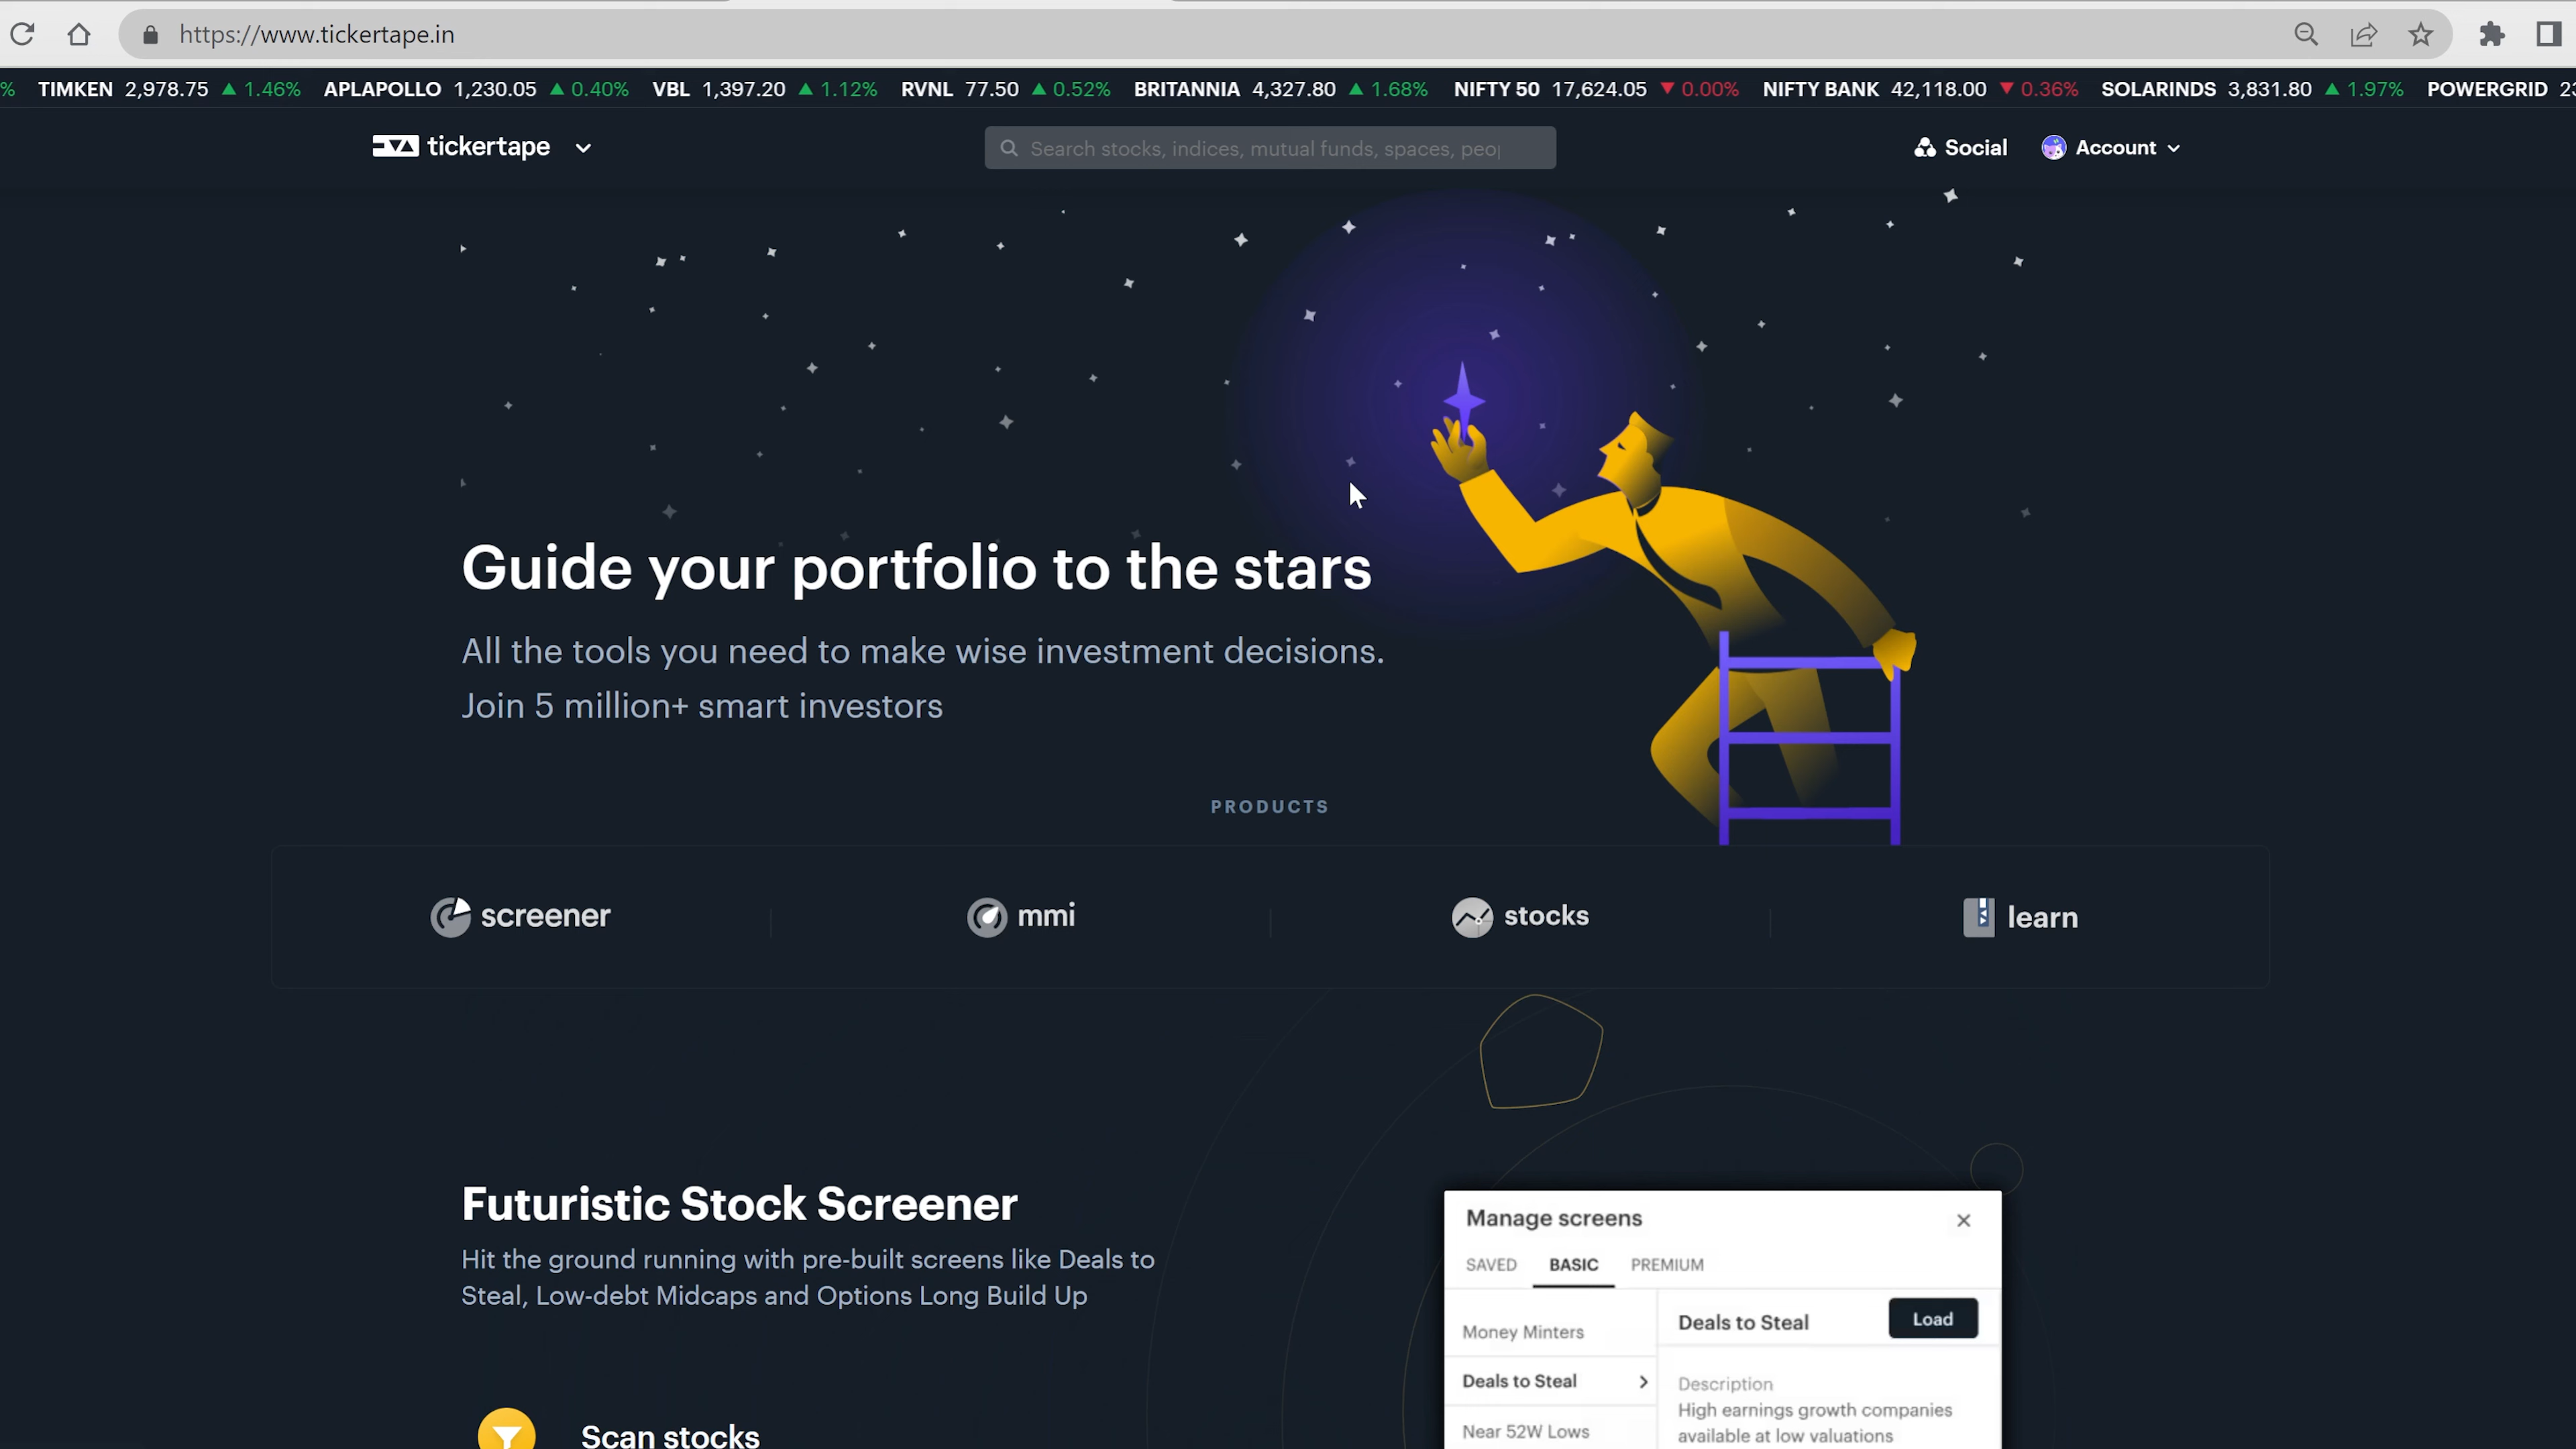 https://www.tickertape.in
% TIMKEN 2,978.75 ▲ 1.46% APLAPOLLO 1,230.05 ▲ 0.40% VBL 1,397.20 ▲ 1.12% RVNL 77.50 ▲ 0.52% BRITANNIA 4,327.80 ▲ 1.68% NIFTY 50 17,624.05 ▼ 0.00% NIFTY BANK 42,118.00 ▼ 0.36% SOLARINDS 3,831.80 ▲ 1.97% POWERGRID
tickertape
Search stocks, indices, mutual funds, spaces,
Social
Account
Guide your portfolio to the stars
All the tools you need to make wise investment decisions.
Join 5 million+ smart investors
PRODUCTS
screener
mmi
stocks
learn
Futuristic Stock Screener
Hit the ground running with pre-built screens like Deals to
Steal, Low-debt Midcaps and Options Long Build Up
Scan stocks
Manage screens
SAVED BASIC PREMIUM
Money Minters
Deals to Steal
Near 52W Lows
Deals to Steal
Load
Description
High earnings growth companies
available at low valuations